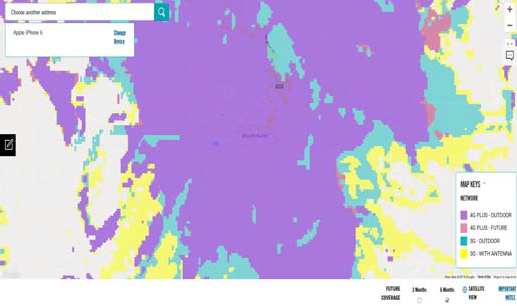 Choose another address
Apple iPhone 6
Change
Device
MAP KEYS
NETWORK
4G-PLUS - OUTDOOR
4G-PLUS - FUTURE
3G - OUTDOOR
3G - WITH ANTENNA
FUTURE
COVERAGE
3 Months
6 Months
SATELLITE
VIEW
IMPORTANT
NOTES